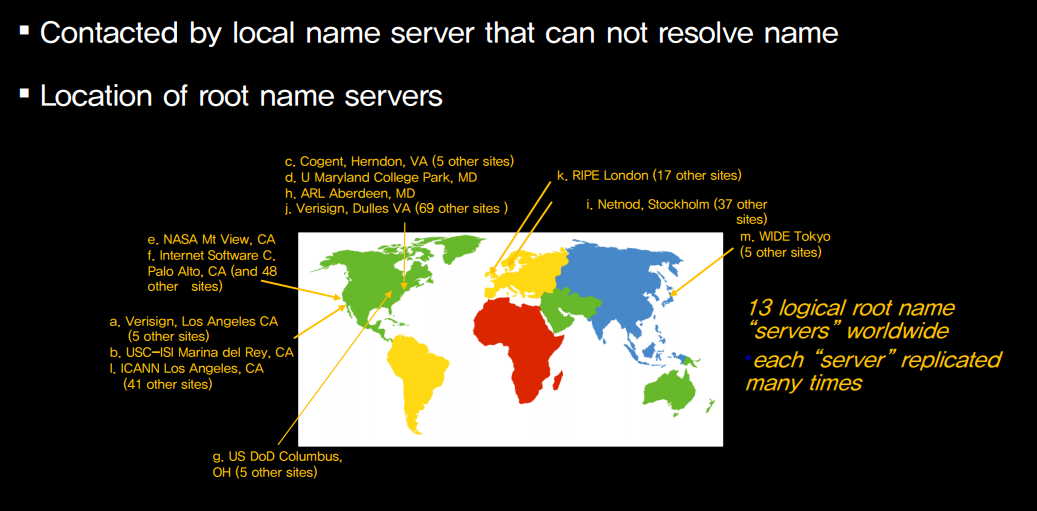 ▪ Contacted by local name server that can not resolve name
▪ Location of root name servers
c. Cogent, Herndon, VA (5 other sites)
d. U Maryland College Park, MD
h. ARL Aberdeen, MD
j. Verisign, Dulles VA (69 other sites )
k. RIPE London (17 other sites)
i. Netnod, Stockholm (37 other
sites)
m. WIDE Tokyo
(5 other sites)
e. NASA Mt View, CA
f. Internet Software C.
Palo Alto, CA (and 48
other sites)
a. Verisign, Los Angeles CA
(5 other sites)
b. USC-ISI Marina del Rey, CA
l. ICANN Los Angeles, CA
(41 other sites)
g. US DoD Columbus,
OH (5 other sites)
13 logical root name
“servers” worldwide
•each “server” replicated
many times